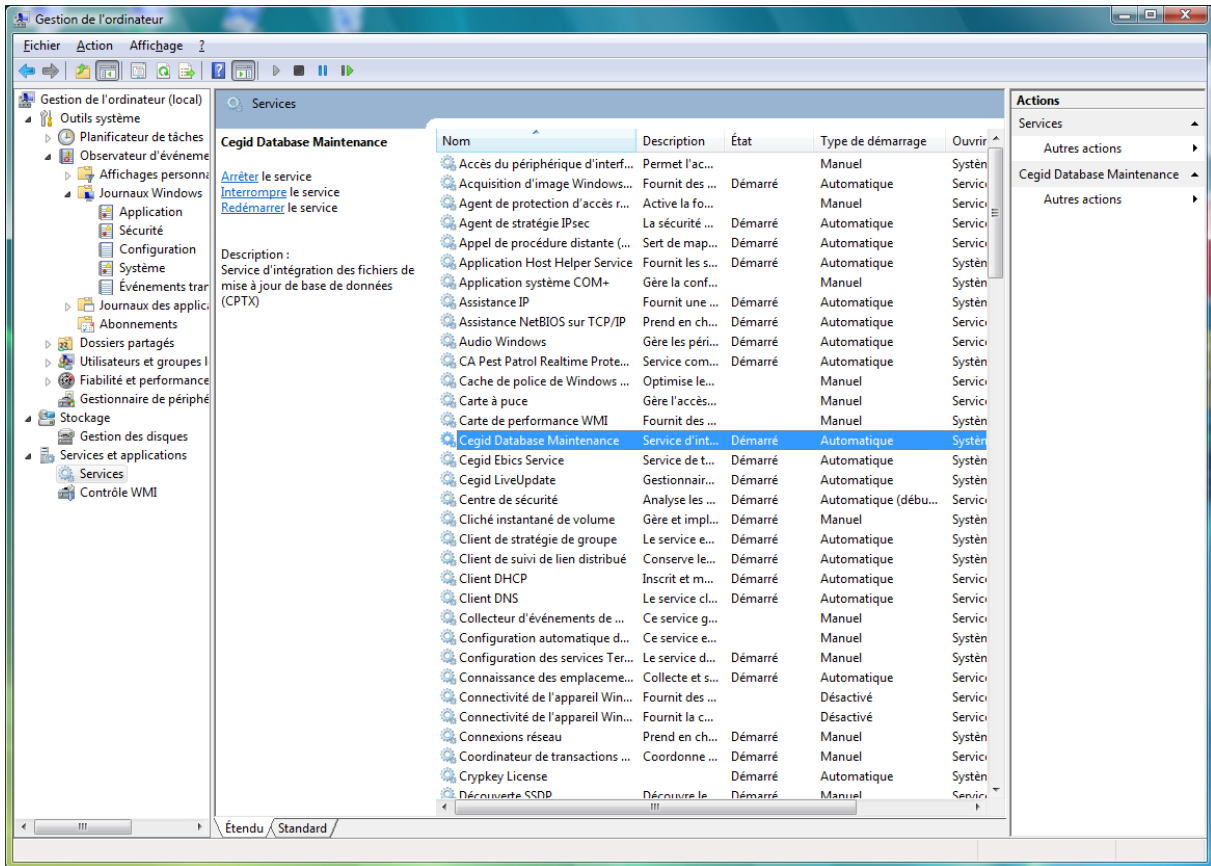 Gestion de l'ordinateur
Fichier Action Affichage ?
Gestion de l'ordinateur (local)
Outils système
Planificateur de tâches
Observateur d'événeme
Affichages personna
Journaux Windows
Application
Sécurité
Configuration
Système
Événements tran
Journaux des applica
Abonnements
Dossiers partagés
Utilisateurs et groupes l
Fiabilité et performance
Gestionnaire de périphé
Stockage
Gestion des disques
Services et applications
Services
Contrôle WMI
Services
Cegid Database Maintenance
Arrêter le service
Interrompre le service
Redémarrer le service
Description :
Service d'intégration des fichiers de
mise à jour de base de données
(CPTX)
Nom Description État Type de démarrage Ouvrir
Accès du périphérique d'interf... Permet l'ac... Manuel Systèn
Acquisition d'image Windows... Fournit des ... Démarré Automatique Servic
Agent de protection d'accès r... Active la fo... Manuel Servic
Agent de stratégie IPsec La sécurité ... Démarré Automatique Servic
Appel de procédure distante (... Sert de map... Démarré Automatique Servic
Application Host Helper Service Fournit les s... Démarré Automatique Systèn
Application système COM+ Gère la conf... Manuel Systèn
Assistance IP Fournit une ... Démarré Automatique Systèn
Assistance NetBIOS sur TCP/IP Prend en ch... Démarré Automatique Servic
Audio Windows Gère les péri... Démarré Automatique Servic
CA Pest Patrol Realtime Prote... Service com... Démarré Automatique Systèn
Cache de police de Windows ... Optimise le... Manuel Servic
Carte à puce Gère l'accès... Manuel Servic
Carte de performance WMI Fournit des ... Manuel Systèn
Cegid Database Maintenance Service d'int... Démarré Automatique Systèn
Cegid Ebics Service Service de t... Démarré Automatique Systèn
Cegid LiveUpdate Gestionnair... Démarré Automatique Systèn
Centre de sécurité Analyse les ... Démarré Automatique (débu... Servic
Cliché instantané de volume Gère et impl... Démarré Manuel Systèn
Client de stratégie de groupe Le service e... Démarré Automatique Systèn
Client de suivi de lien distribué Conserve le... Démarré Automatique Systèn
Client DHCP Inscrit et m... Démarré Automatique Servic
Client DNS Le service cl... Démarré Automatique Servic
Collecteur d'événements de ... Ce service g... Manuel Servic
Configuration automatique d... Ce service e... Manuel Systèn
Configuration des services Ter... Le service d... Démarré Manuel Systèn
Connaissance des emplaceme... Collecte et s... Démarré Automatique Servic
Connectivité de l'appareil Win... Fournit des ... Désactivé Servic
Connectivité de l'appareil Win... Fournit la c... Désactivé Servic
Connexions réseau Prend en ch... Démarré Manuel Systèn
Coordinateur de transactions ... Coordonne ... Démarré Manuel Servic
Crypkey License Démarré Automatique Systèn
Découverte SSDP Découvre le Démarré Manuel Servic
Étendu Standard
Actions
Services
Autres actions
Cegid Database Maintenance
Autres actions